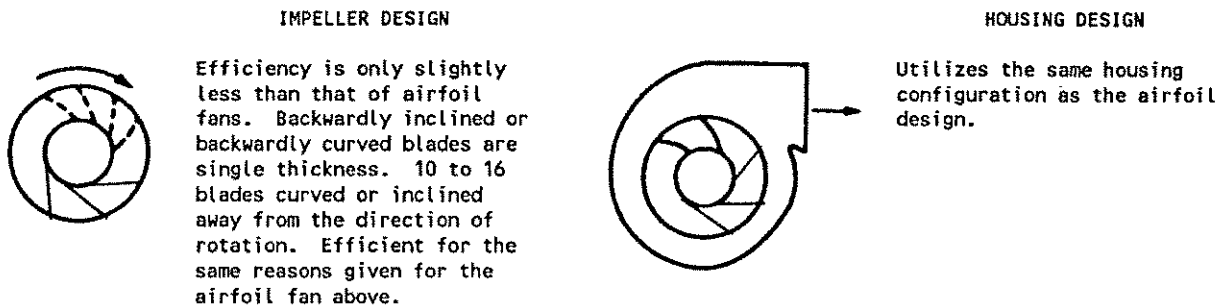 IMPELLER DESIGN
Efficiency is only slightly
less than that of airfoil
fans. Backwardly inclined or
backwardly curved blades are
single thickness. 10 to 16
blades curved or inclined
away from the direction of
rotation. Efficient for the
same reasons given for the
airfoil fan above.
HOUSING DESIGN
Utilizes the same housing
configuration as the airfoil
design.